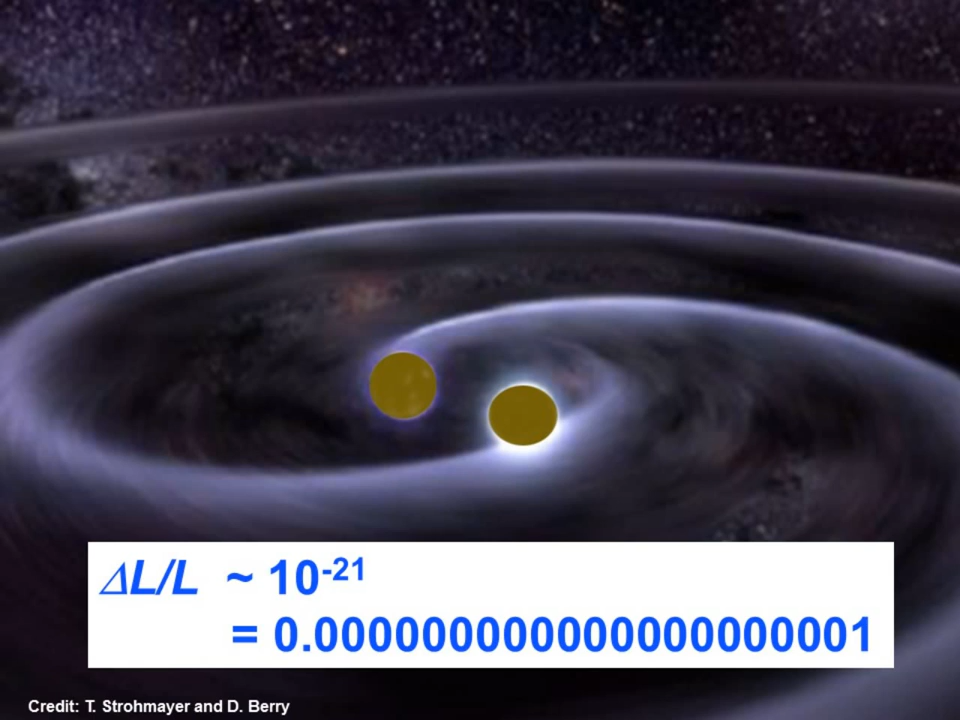 ΔL/L ~ 10⁻²¹
= 0.000000000000000000001
Credit: T. Strohmayer and D. Berry